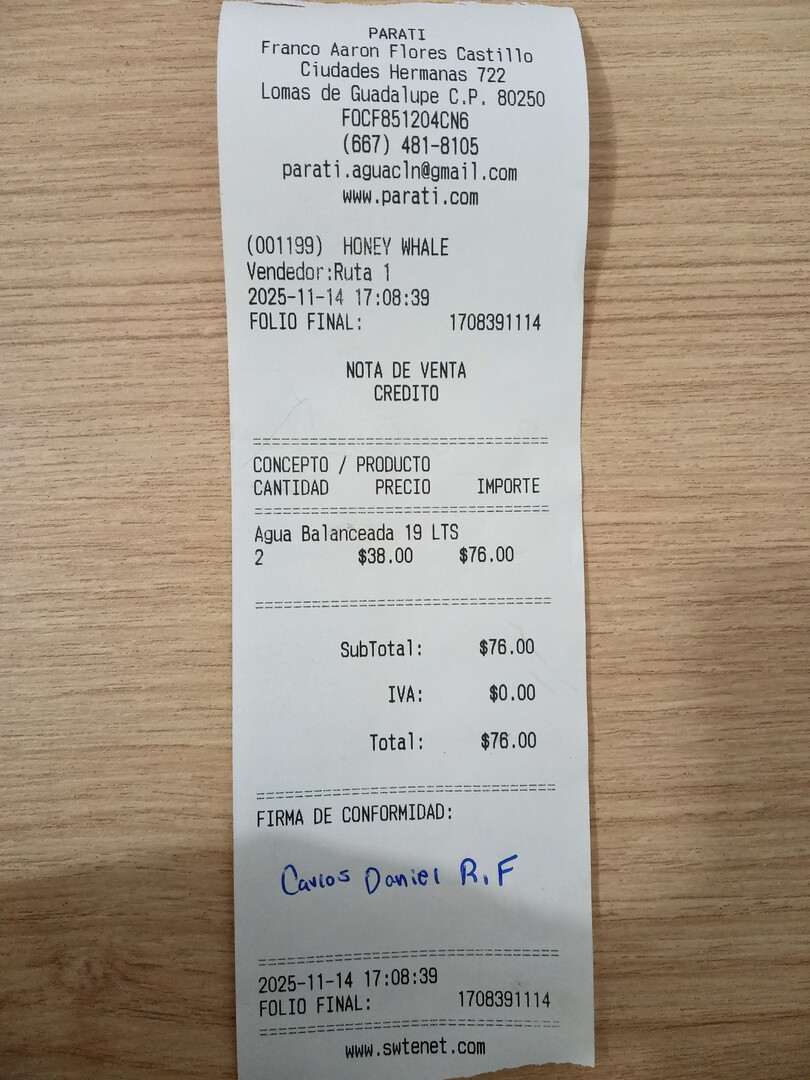 PARATI
Franco Aaron Flores Castillo
Ciudades Hermanas 722
Lomas de Guadalupe C.P. 80250
FOCF851204CN6
(667) 481-8105
parati.aguacln@gmail.com
www.parati.com
(001199) HONEY WHALE
Vendedor:Ruta 1
2025-11-14 17:08:39
FOLIO FINAL: 1708391114
NOTA DE VENTA
CREDITO
================================
CONCEPTO / PRODUCTO
CANTIDAD PRECIO IMPORTE
================================
Agua Balanceada 19 LTS
2 $38.00 $76.00
================================
SubTotal: $76.00
IVA: $0.00
Total: $76.00
================================
FIRMA DE CONFORMIDAD:
Carlos Daniel R.F
================================
2025-11-14 17:08:39
FOLIO FINAL: 1708391114
================================
www.swtenet.com